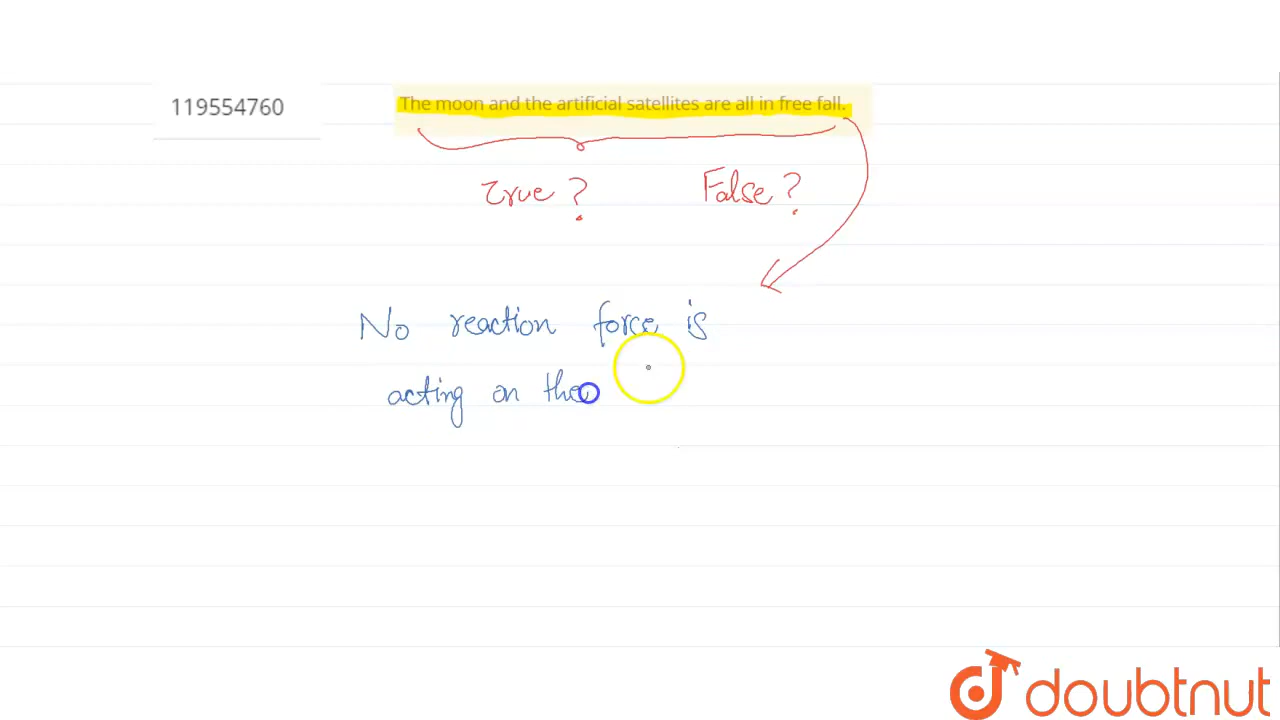 119554760
The moon and the artificial satellites are all in free fall.
True? False?
No reaction force is
acting on the
doubtnut